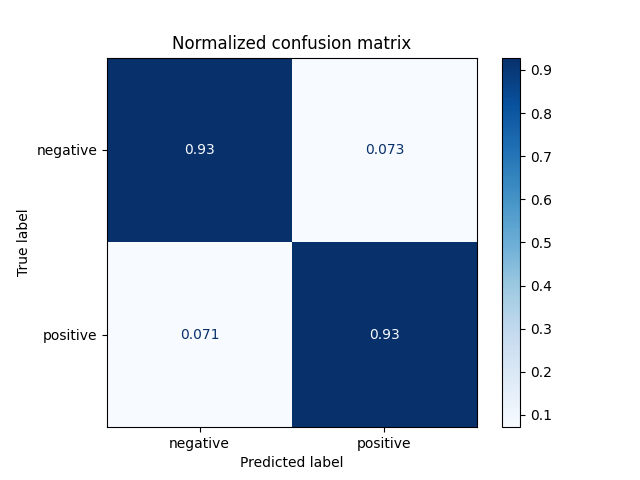 Normalized confusion matrix
0.9
0.8
0.7
0.6
0.5
0.4
0.3
0.2
0.1
True label
negative
0.93
0.073
positive
0.071
0.93
negative
positive
Predicted label